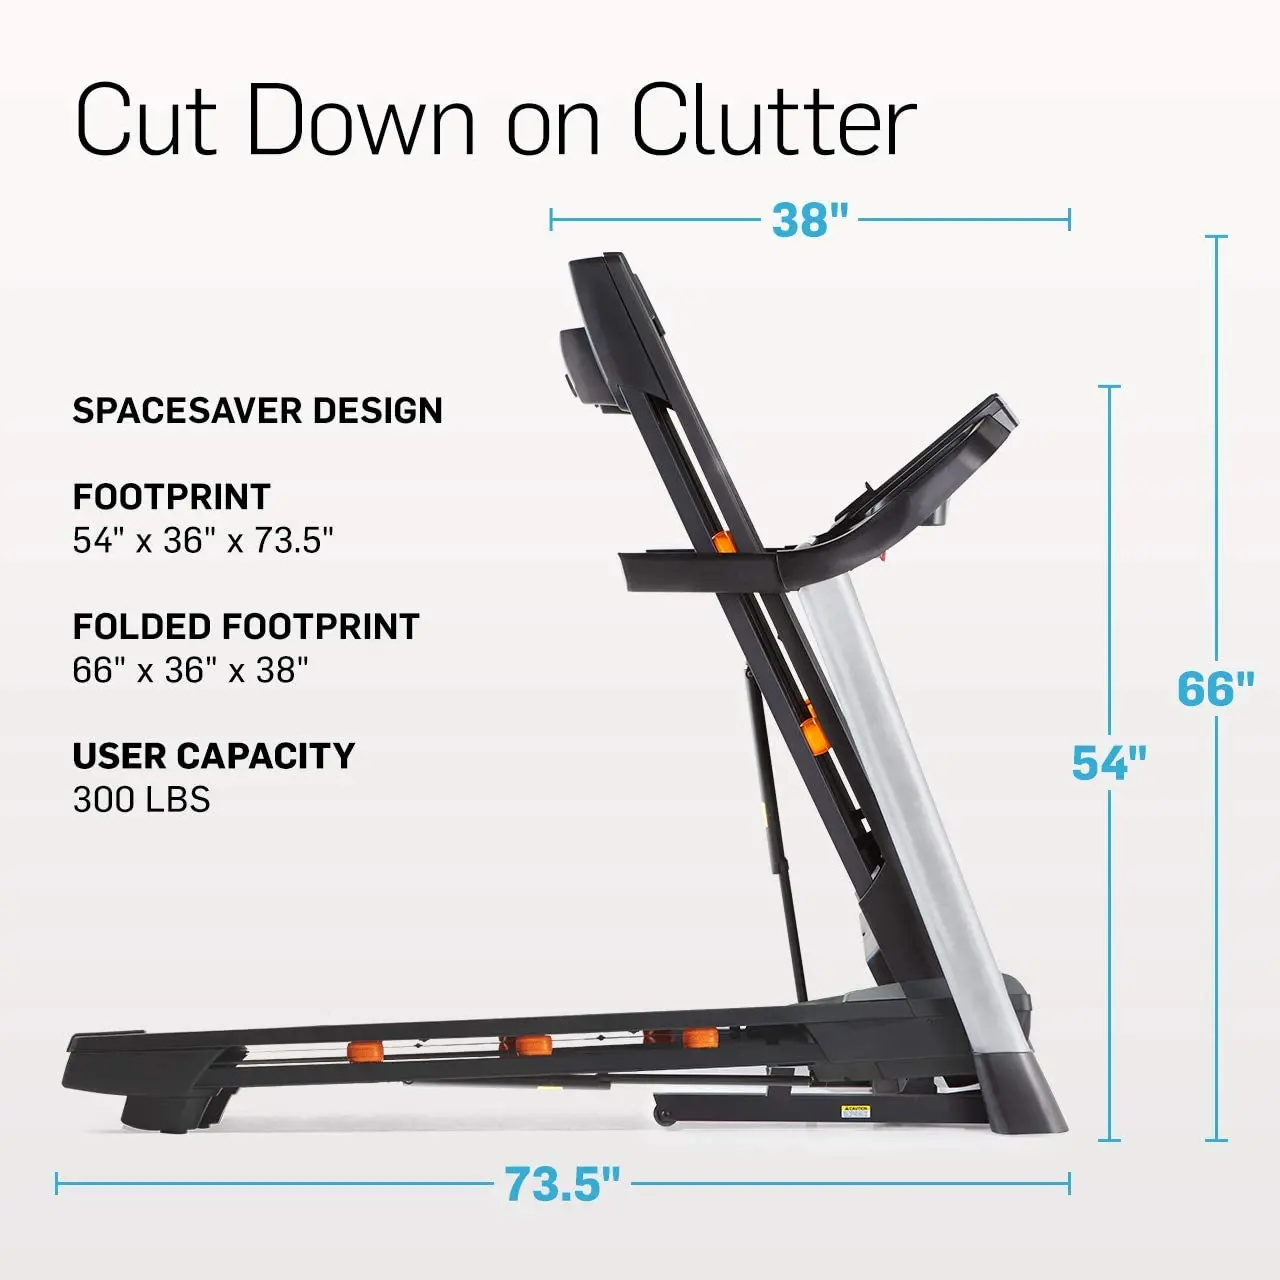 Cut Down on Clutter
38"
SPACESAVER DESIGN
FOOTPRINT
54" x 36" x 73.5"
FOLDED FOOTPRINT
66" x 36" x 38"
USER CAPACITY
300 LBS
66"
54"
CAUTION
73.5"